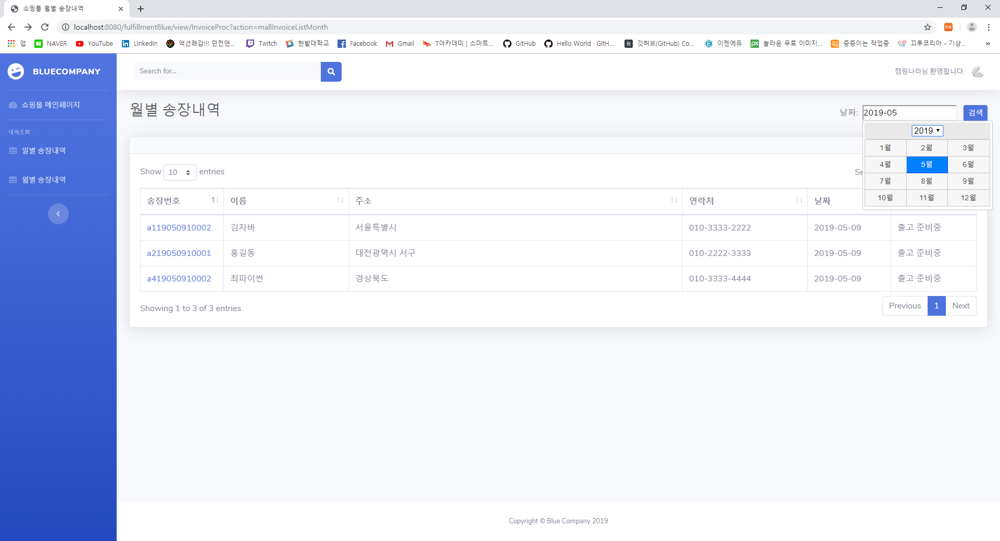 쇼핑몰 월별 송장내역
localhost:8080/fulfillmentBlue/view/InvoiceProc?action=mallInvoiceListMonth
앱 NAVER YouTube LinkedIn 액션쾌감!!! 던전앤... Twitch 한밭대학교 Facebook Gmail T아카데미 | 스마트... GitHub Hello World · GitH... 깃허브(GitHub) Co... 이젠에듀 놀라운 무료 이미지... 증증이는 작업중 끄투코리아 - 기상... »
BLUECOMPANY
Search for...
캠핑나라님 환영합니다.
쇼핑몰 메인페이지
내역조회
일별 송장내역
월별 송장내역
월별 송장내역
날짜: 2019-05 검색
2019
1월 2월 3월
4월 5월 6월
7월 8월 9월
10월 11월 12월
Show 10 entries
Se
송장번호 이름 주소 연락처 날짜
a119050910002 김자바 서울특별시 010-3333-2222 2019-05-09 출고 준비중
a219050910001 홍길동 대전광역시 서구 010-2222-3333 2019-05-09 출고 준비중
a419050910002 최파이썬 경상북도 010-3333-4444 2019-05-09 출고 준비중
Showing 1 to 3 of 3 entries
Previous 1 Next
Copyright © Blue Company 2019